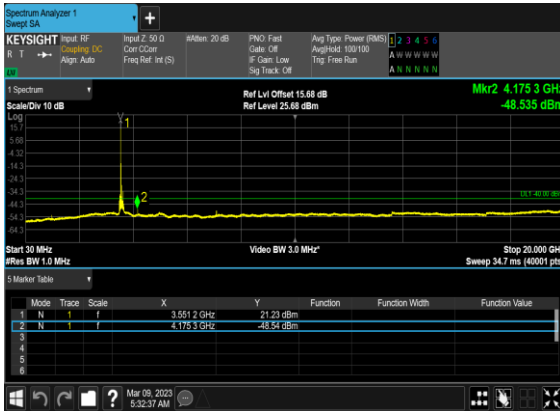 Spectrum Analyzer 1
Swept SA
KEYSIGHT Input: RF Input Z: 50 Ω #Atten: 20 dB PNO: Fast Avg Type: Power (RMS) 1 2 3 4 5 6
R T Coupling: DC Corr CCorr Gate: Off Avg|Hold: 100/100 A W W W W W
Align: Auto Freq Ref: Int (S) IF Gain: Low Trig: Free Run
Sig Track: Off A N N N N N
1 Spectrum Ref Lvl Offset 15.68 dB Mkr2 4.175 3 GHz
Scale/Div 10 dB Ref Level 25.68 dBm -48.535 dBm
Log
15.7
5.68
-4.32
-14.3
-24.3
-34.3
-44.3
-54.3
-64.3
1
2
Start 30 MHz Video BW 3.0 MHz* Stop 20.000 GHz
#Res BW 1.0 MHz Sweep 34.7 ms (40001 pts)
5 Marker Table
Mode Trace Scale X Y Function Function Width Function Value
1 N 1 f 3.551 2 GHz 21.23 dBm
2 N 1 f 4.175 3 GHz -48.54 dBm
3
4
5
6
? Mar 09, 2023
5:32:37 AM